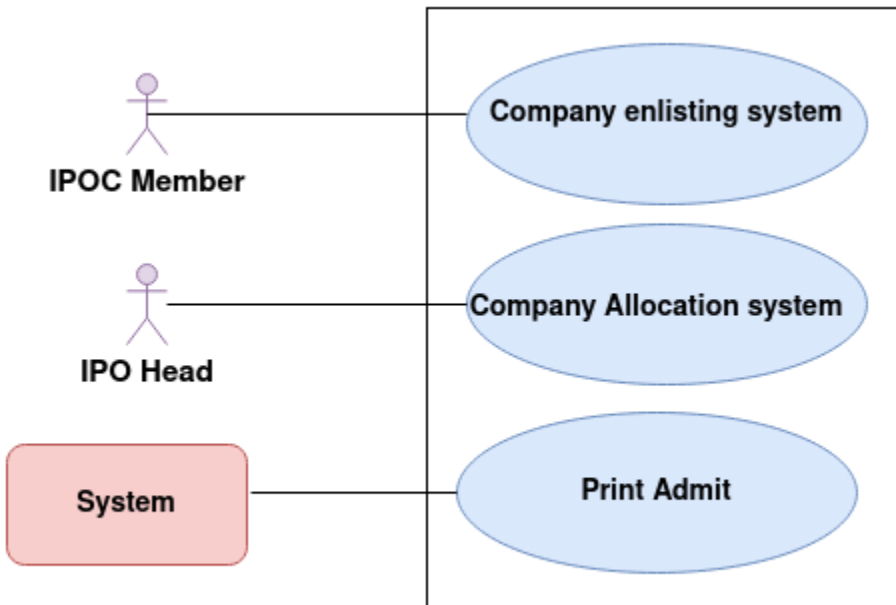 Company enlisting system
IPOC Member
Company Allocation system
IPO Head
System
Print Admit